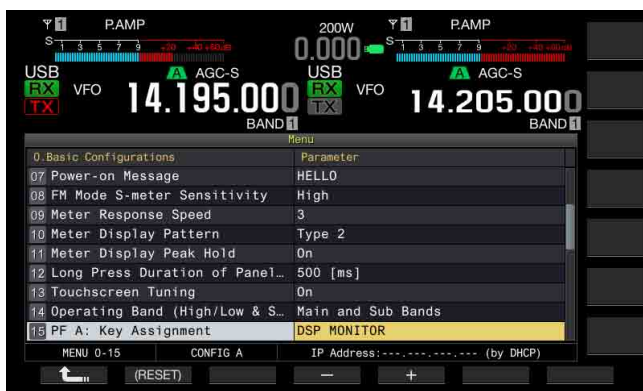 1 P.AMP 200W 1 P.AMP
S 1 3 5 7 9 +20 +40 +60dB 0.000 S 1 3 5 7 9 +20 +40 +60dB
USB A AGC-S USB A AGC-S
RX VFO 14.195.000 RX VFO 14.205.000
TX TX
BAND 1 BAND 1
Menu
0.Basic Configurations Parameter
07 Power-on Message HELLO
08 FM Mode S-meter Sensitivity High
09 Meter Response Speed 3
10 Meter Display Pattern Type 2
11 Meter Display Peak Hold On
12 Long Press Duration of Panel… 500 [ms]
13 Touchscreen Tuning On
14 Operating Band (High/Low & S… Main and Sub Bands
15 PF A: Key Assignment DSP MONITOR
MENU 0-15 CONFIG A IP Address:---.---.---.--- (by DHCP)
(RESET) − +